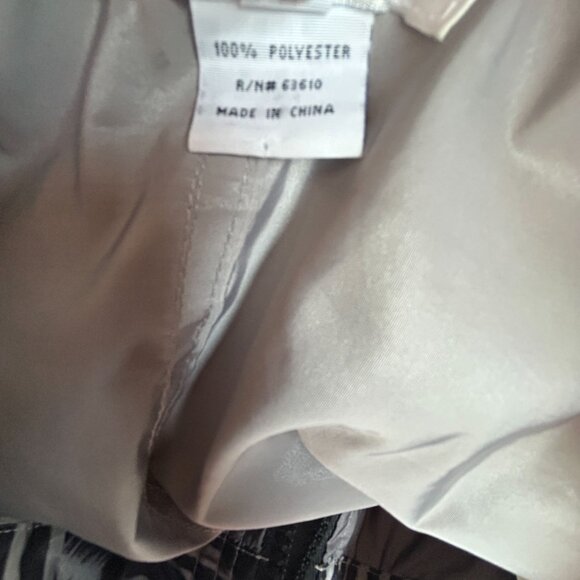 100% POLYESTER
R/N# 63610
MADE IN CHINA